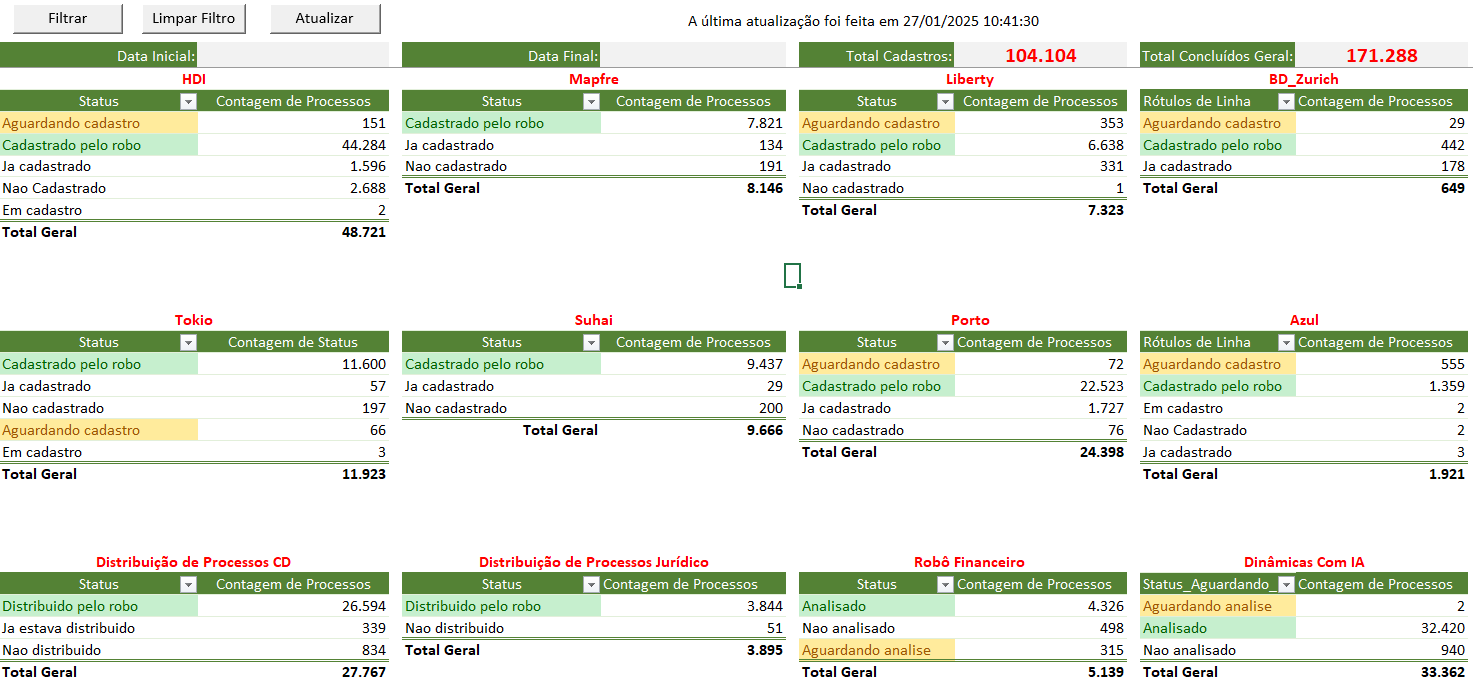 Filtrar Limpar Filtro Atualizar A última atualização foi feita em 27/01/2025 10:41:30
Data Inicial: Data Final: Total Cadastros: 104.104 Total Concluídos Geral: 171.288
HDI
Status Contagem de Processos
Aguardando cadastro 151
Cadastrado pelo robo 44.284
Ja cadastrado 1.596
Nao Cadastrado 2.688
Em cadastro 2
Total Geral 48.721
Mapfre
Status Contagem de Processos
Cadastrado pelo robo 7.821
Ja cadastrado 134
Nao cadastrado 191
Total Geral 8.146
Liberty
Status Contagem de Processos
Aguardando cadastro 353
Cadastrado pelo robo 6.638
Ja cadastrado 331
Nao cadastrado 1
Total Geral 7.323
BD_Zurich
Rótulos de Linha Contagem de Processos
Aguardando cadastro 29
Cadastrado pelo robo 442
Ja cadastrado 178
Total Geral 649
Tokio
Status Contagem de Status
Cadastrado pelo robo 11.600
Ja cadastrado 57
Nao cadastrado 197
Aguardando cadastro 66
Em cadastro 3
Total Geral 11.923
Suhai
Status Contagem de Processos
Cadastrado pelo robo 9.437
Ja cadastrado 29
Nao cadastrado 200
Total Geral 9.666
Porto
Status Contagem de Processos
Aguardando cadastro 72
Cadastrado pelo robo 22.523
Ja cadastrado 1.727
Nao cadastrado 76
Total Geral 24.398
Azul
Rótulos de Linha Contagem de Processos
Aguardando cadastro 555
Cadastrado pelo robo 1.359
Em cadastro 2
Nao Cadastrado 2
Ja cadastrado 3
Total Geral 1.921
Distribuição de Processos CD
Status Contagem de Processos
Distribuido pelo robo 26.594
Ja estava distribuido 339
Nao distribuido 834
Total Geral 27.767
Distribuição de Processos Jurídico
Status Contagem de Processos
Distribuido pelo robo 3.844
Nao distribuido 51
Total Geral 3.895
Robô Financeiro
Status Contagem de Processos
Analisado 4.326
Nao analisado 498
Aguardando analise 315
Total Geral 5.139
Dinâmicas Com IA
Status_Aguardando_ Contagem de Processos
Aguardando analise 2
Analisado 32.420
Nao analisado 940
Total Geral 33.362